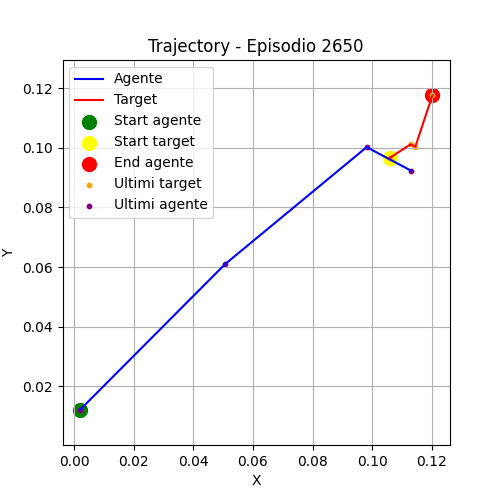 Trajectory - Episodio 2650
Agente
Target
Start agente
Start target
End agente
Ultimi target
Ultimi agente
Y
0.12
0.10
0.08
0.06
0.04
0.02
0.00 0.02 0.04 0.06 0.08 0.10 0.12
X